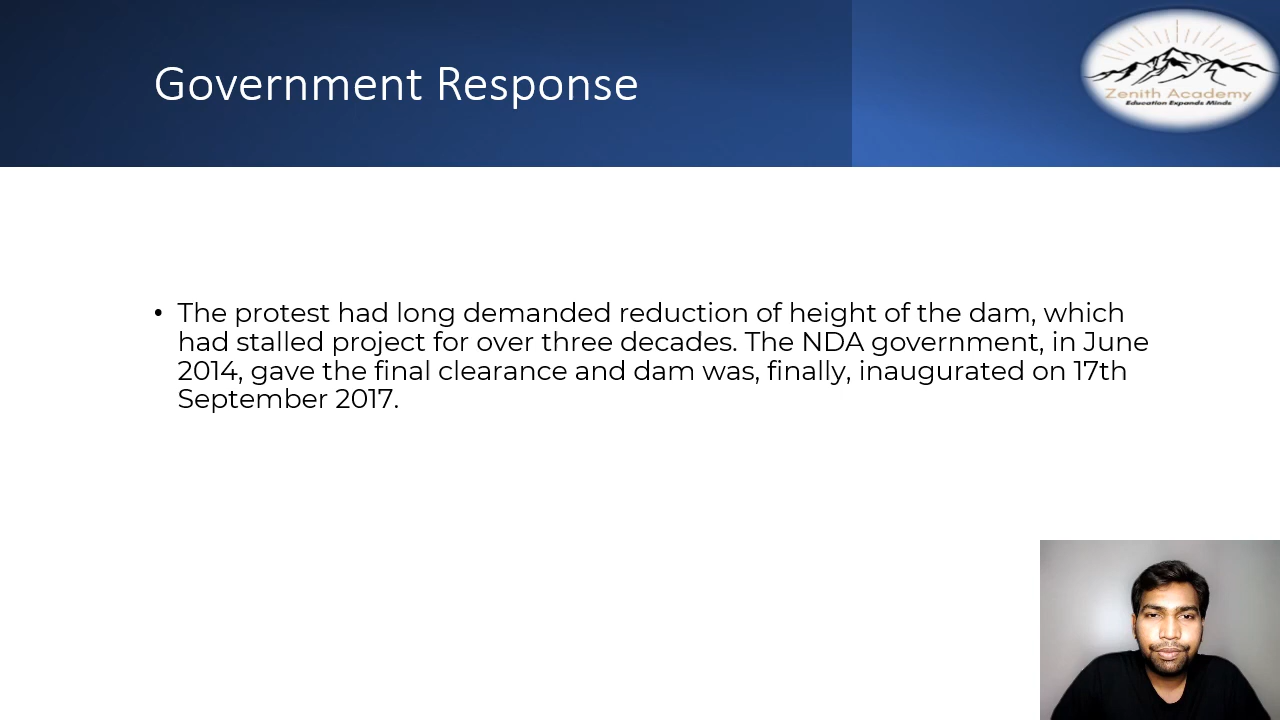 Government Response
Zenith Academy
Education Expands Minds
• The protest had long demanded reduction of height of the dam, which
had stalled project for over three decades. The NDA government, in June
2014, gave the final clearance and dam was, finally, inaugurated on 17th
September 2017.